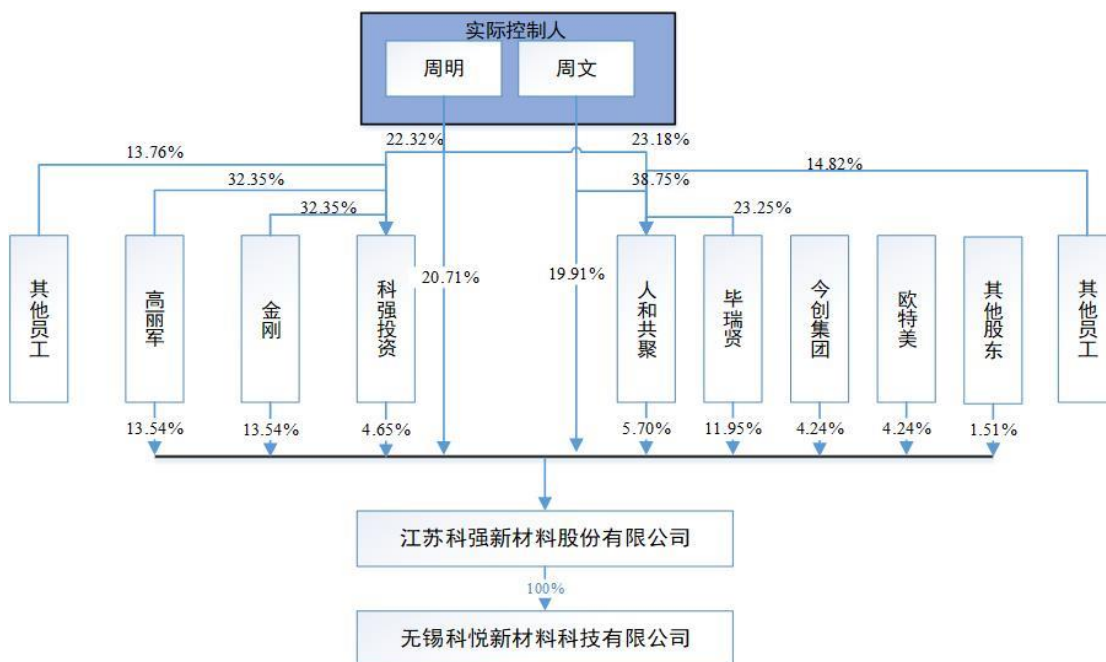 实际控制人
周明
周文
22.32%
23.18%
13.76%
14.82%
32.35%
38.75%
32.35%
23.25%
其他员工
高丽军
金刚
科强投资
20.71%
19.91%
人和共聚
毕瑞贤
今创集团
欧特美
其他股东
其他员工
13.54%
13.54%
4.65%
5.70%
11.95%
4.24%
4.24%
1.51%
江苏科强新材料股份有限公司
100%
无锡科悦新材料科技有限公司